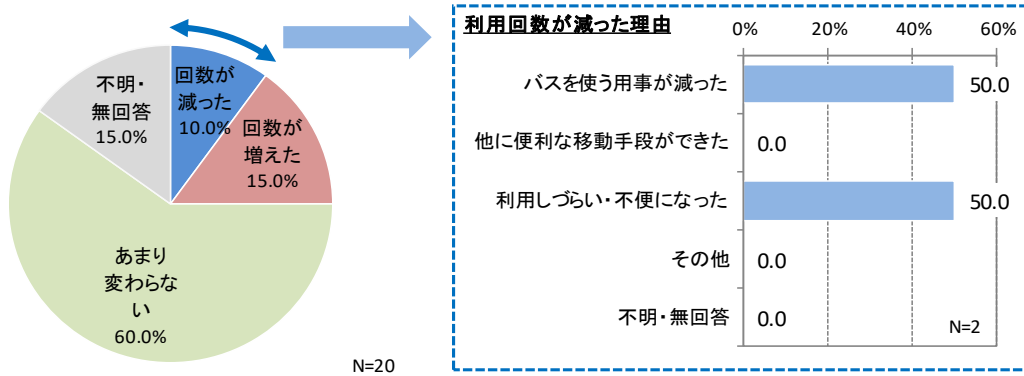 回数が
減った
10.0%
回数が
増えた
15.0%
あまり
変わらな
い
60.0%
不明・
無回答
15.0%
N=20
利用回数が減った理由
0% 20% 40% 60%
バスを使う用事が減った 50.0
他に便利な移動手段ができた 0.0
利用しづらい・不便になった 50.0
その他 0.0
不明・無回答 0.0
N=2